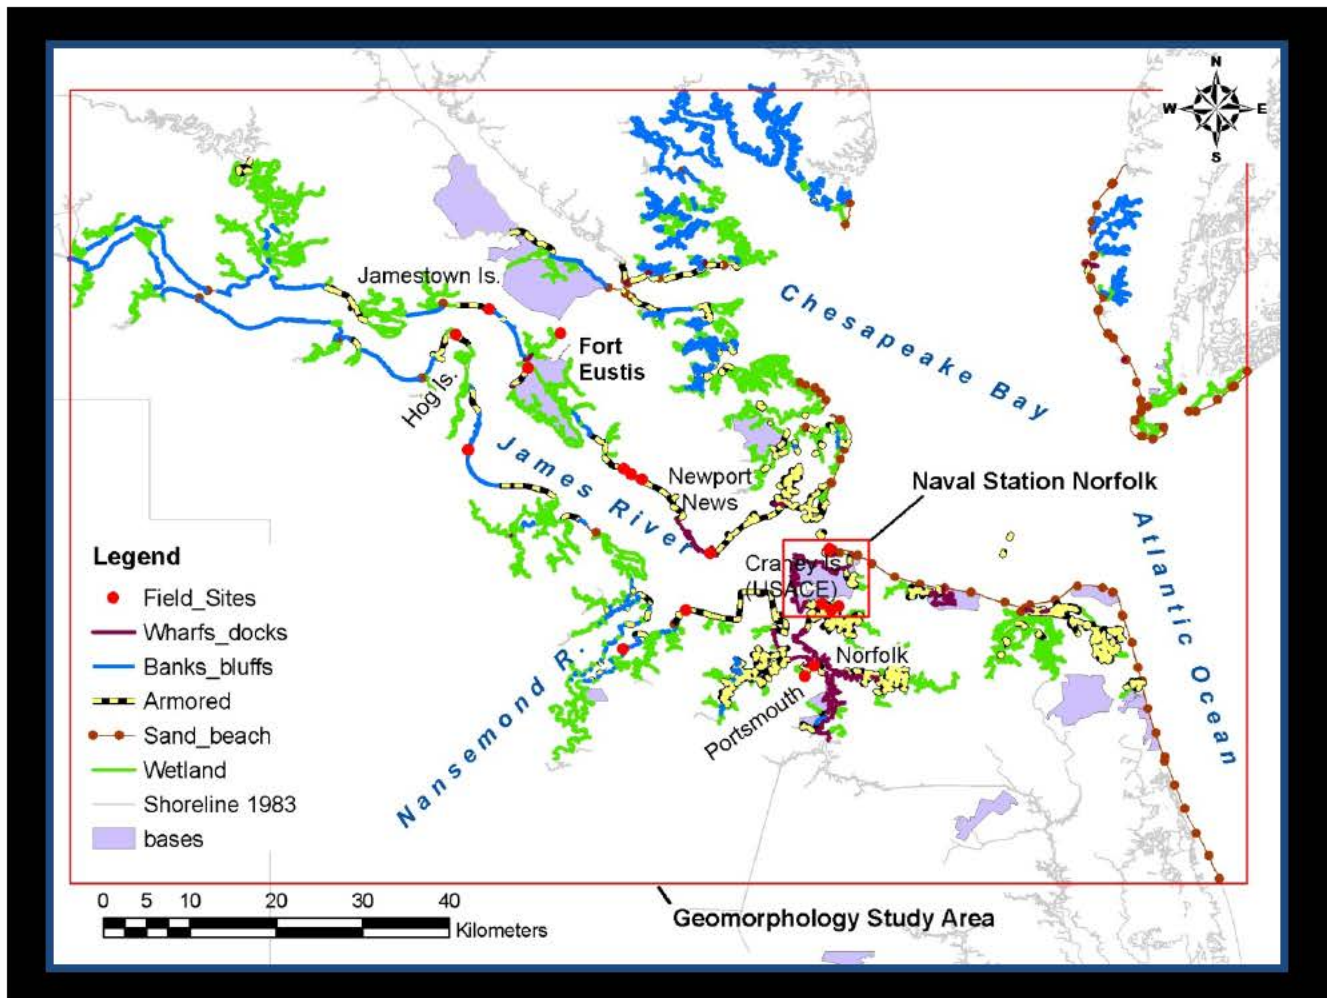 N
W E
S
Jamestown Is.
Chesapeake Bay
Fort
Eustis
Hog Is.
James River
Newport
News
Naval Station Norfolk
Atlantic Ocean
Craney Is.
(USACE)
Norfolk
Portsmouth
Nansemond R.
Legend
Field_Sites
Wharfs_docks
Banks_bluffs
Armored
Sand_beach
Wetland
Shoreline 1983
bases
0 5 10 20 30 40
Kilometers
Geomorphology Study Area